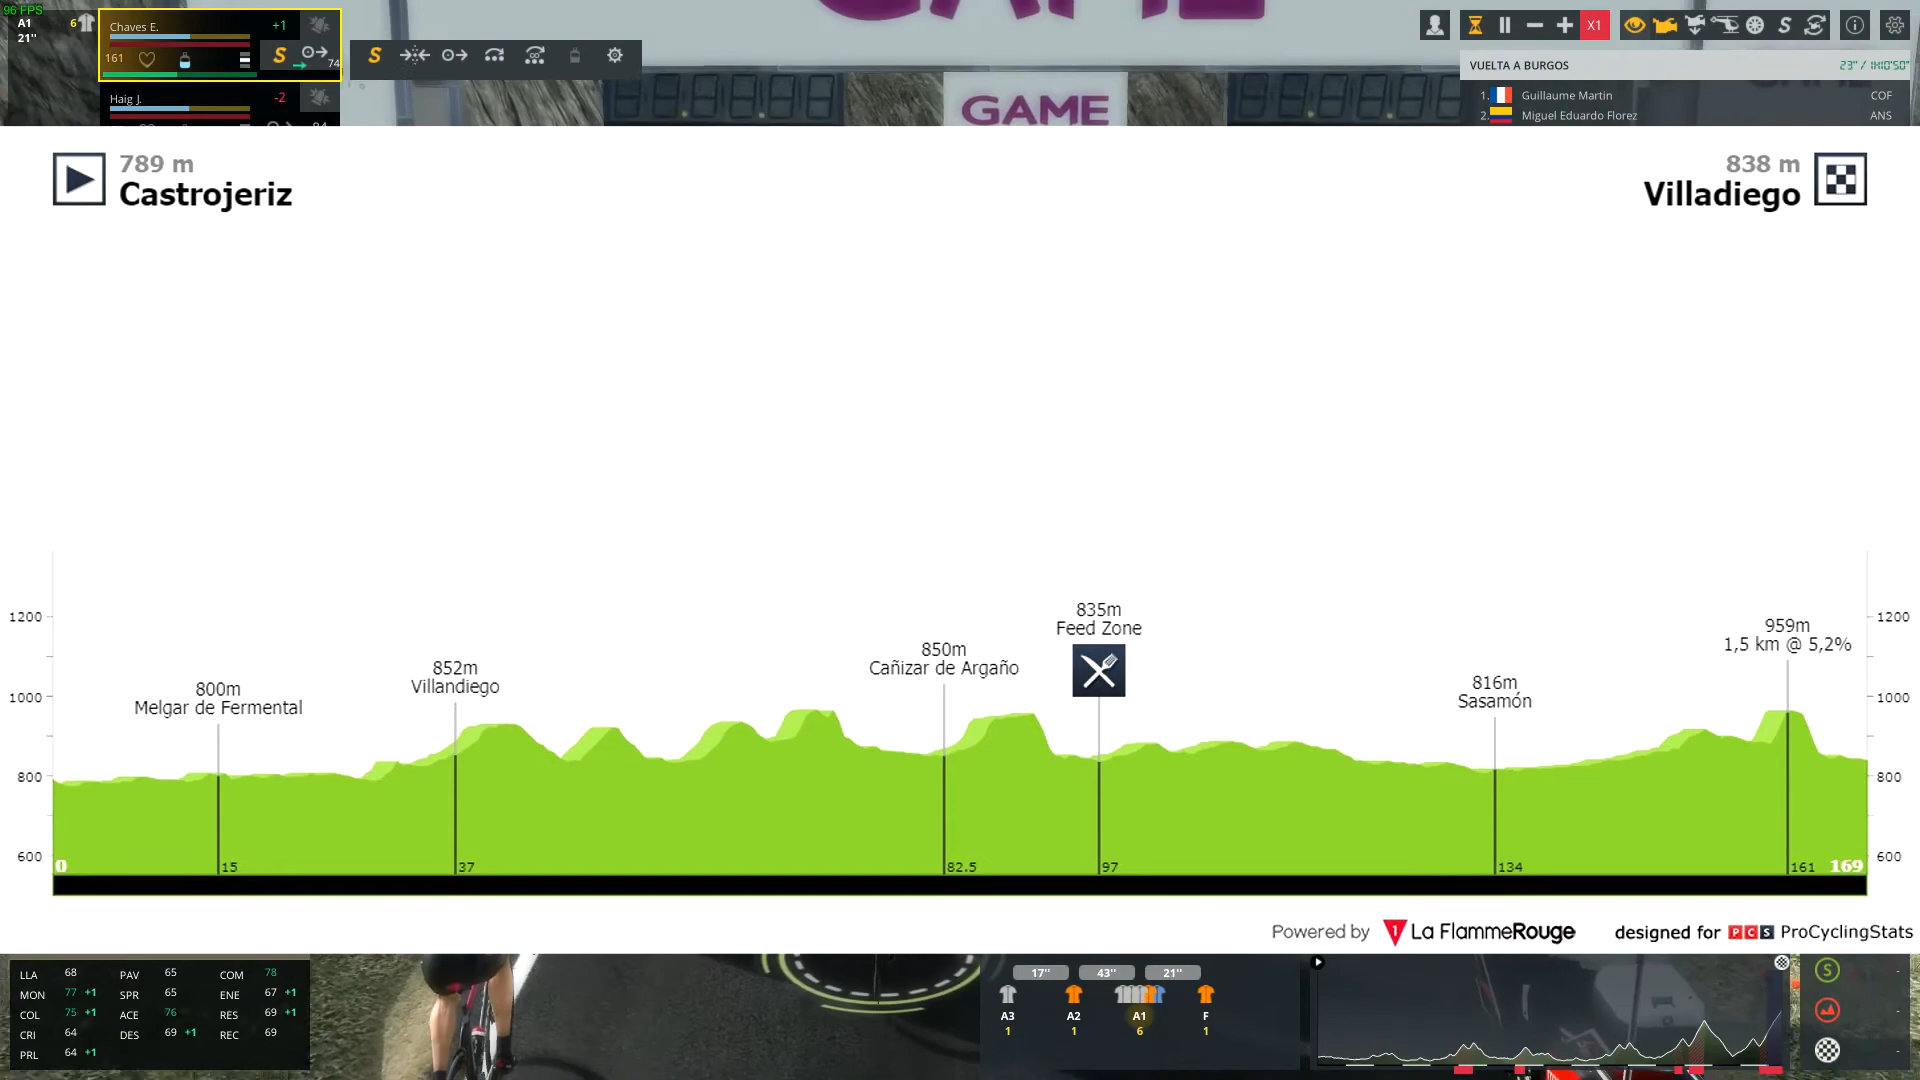 96 FPS
A1
21''
6
Chaves E.
+1
161
S
74
Haig J.
-2
S
GAME
X1
S
VUELTA A BURGOS
23'' / 1H10'50''
1. Guillaume Martin COF
2. Miguel Eduardo Florez ANS
789 m
Castrojeriz
838 m
Villadiego
1200
1000
800
600
800m
Melgar de Fermental
852m
Villandiego
850m
Cañizar de Argaño
835m
Feed Zone
816m
Sasamón
959m
1,5 km @ 5,2%
1200
1000
800
600
0
15
37
82.5
97
134
161
169
Powered by La FlammeRouge
designed for PCS ProCyclingStats
LLA 68 PAV 65 COM 78
MON 77 +1 SPR 65 ENE 67 +1
COL 75 +1 ACE 76 RES 69 +1
CRI 64 DES 69 +1 REC 69
PRL 64 +1
17'' 43'' 21''
A3 A2 A1 F
1 1 6 1
S -
-
-